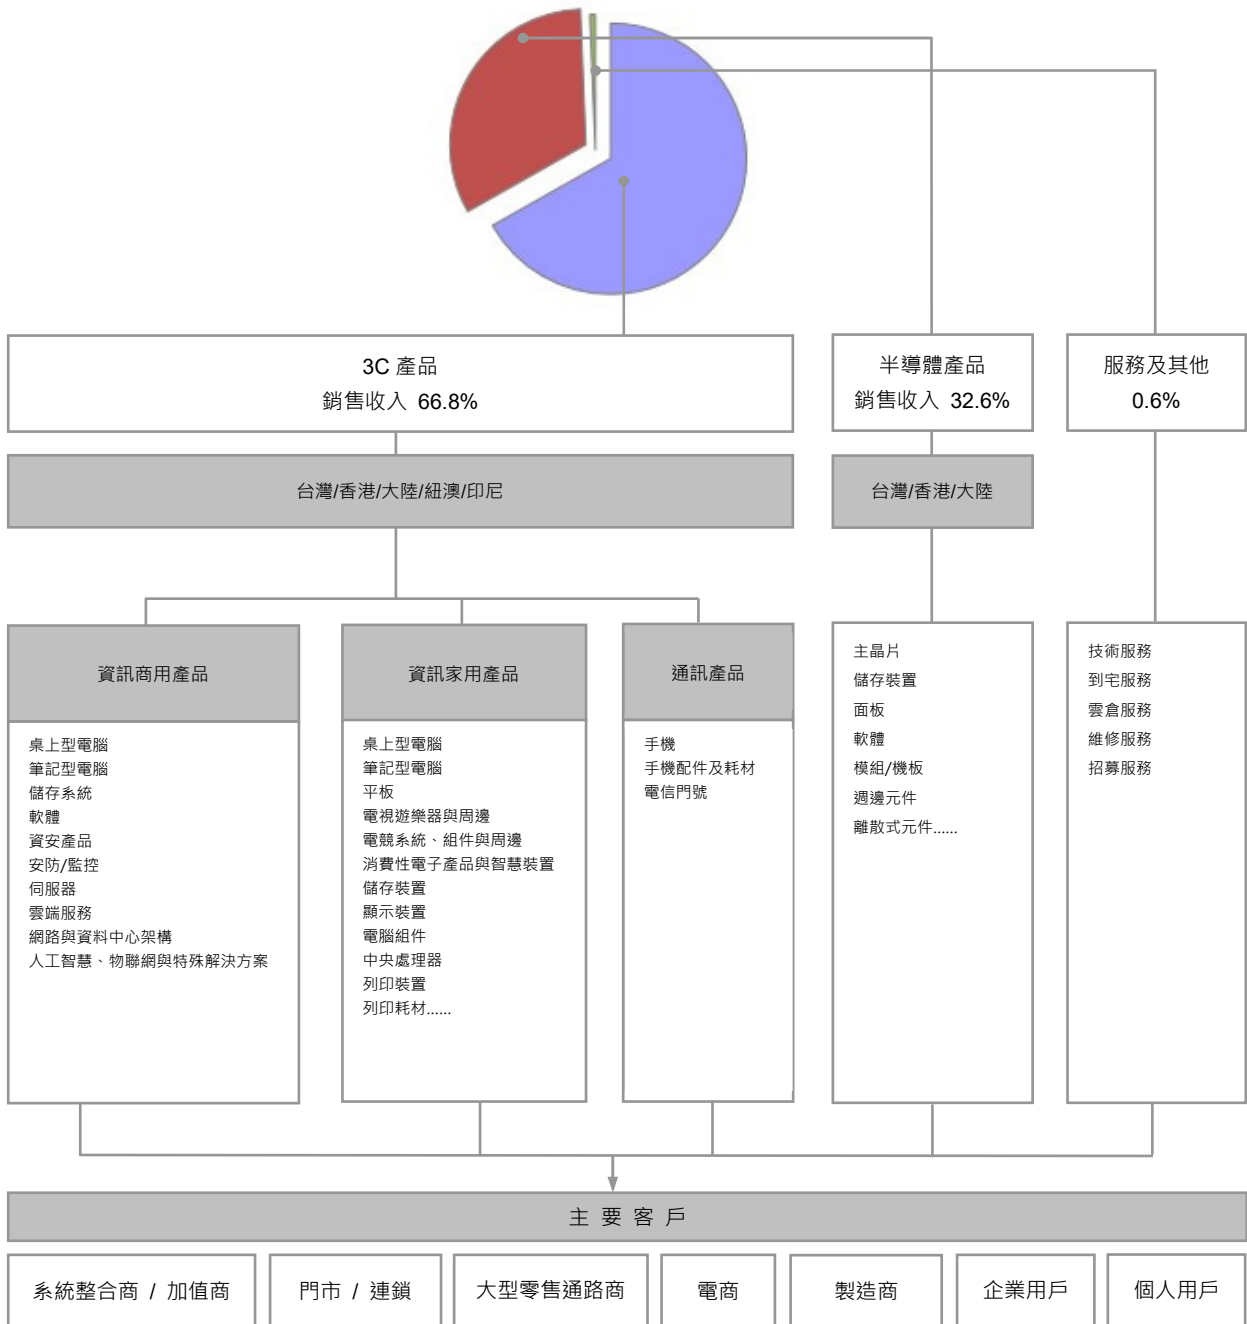 3C 產品
銷售收入 66.8%
半導體產品
銷售收入 32.6%
服務及其他
0.6%
台灣/香港/大陸/紐澳/印尼
台灣/香港/大陸
資訊商用產品
桌上型電腦
筆記型電腦
儲存系統
軟體
資安產品
安防/監控
伺服器
雲端服務
網路與資料中心架構
人工智慧、物聯網與特殊解決方案
資訊家用產品
桌上型電腦
筆記型電腦
平板
電視遊樂器與周邊
電競系統、組件與周邊
消費性電子產品與智慧裝置
儲存裝置
顯示裝置
電腦組件
中央處理器
列印裝置
列印耗材......
通訊產品
手機
手機配件及耗材
電信門號
主晶片
儲存裝置
面板
軟體
模組/機板
週邊元件
離散式元件......
技術服務
到宅服務
雲倉服務
維修服務
招募服務
主 要 客 戶
系統整合商 / 加值商
門市 / 連鎖
大型零售通路商
電商
製造商
企業用戶
個人用戶